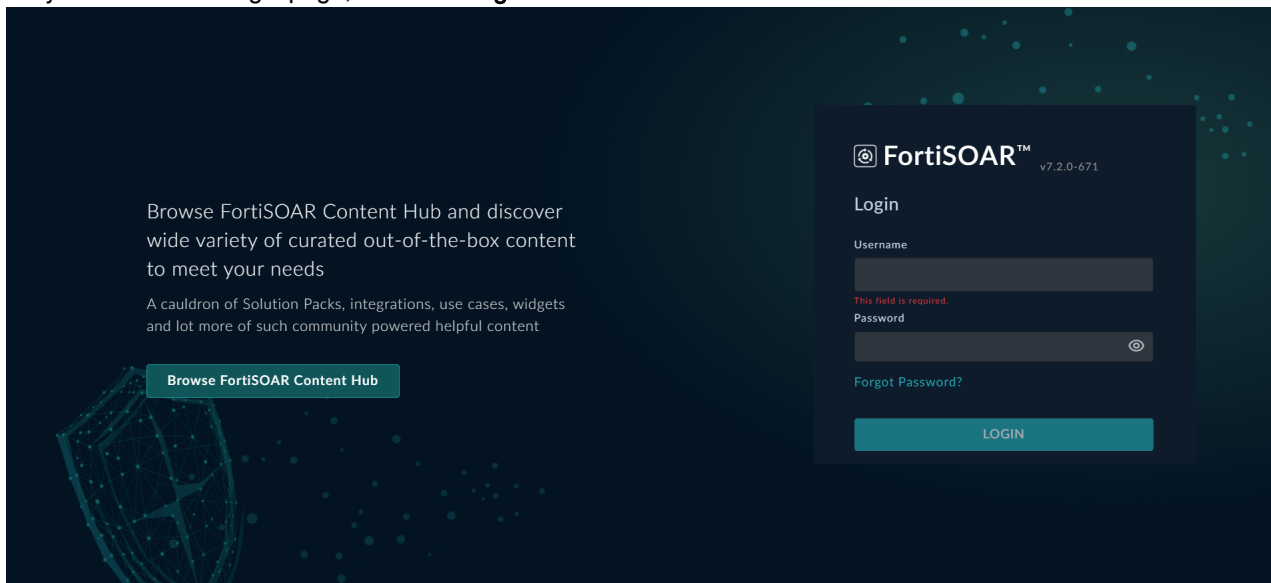 Browse FortiSOAR Content Hub and discover
wide variety of curated out-of-the-box content
to meet your needs
A cauldron of Solution Packs, integrations, use cases, widgets
and lot more of such community powered helpful content
Browse FortiSOAR Content Hub
FortiSOAR™ v7.2.0-671
Login
Username
This field is required.
Password
Forgot Password?
LOGIN